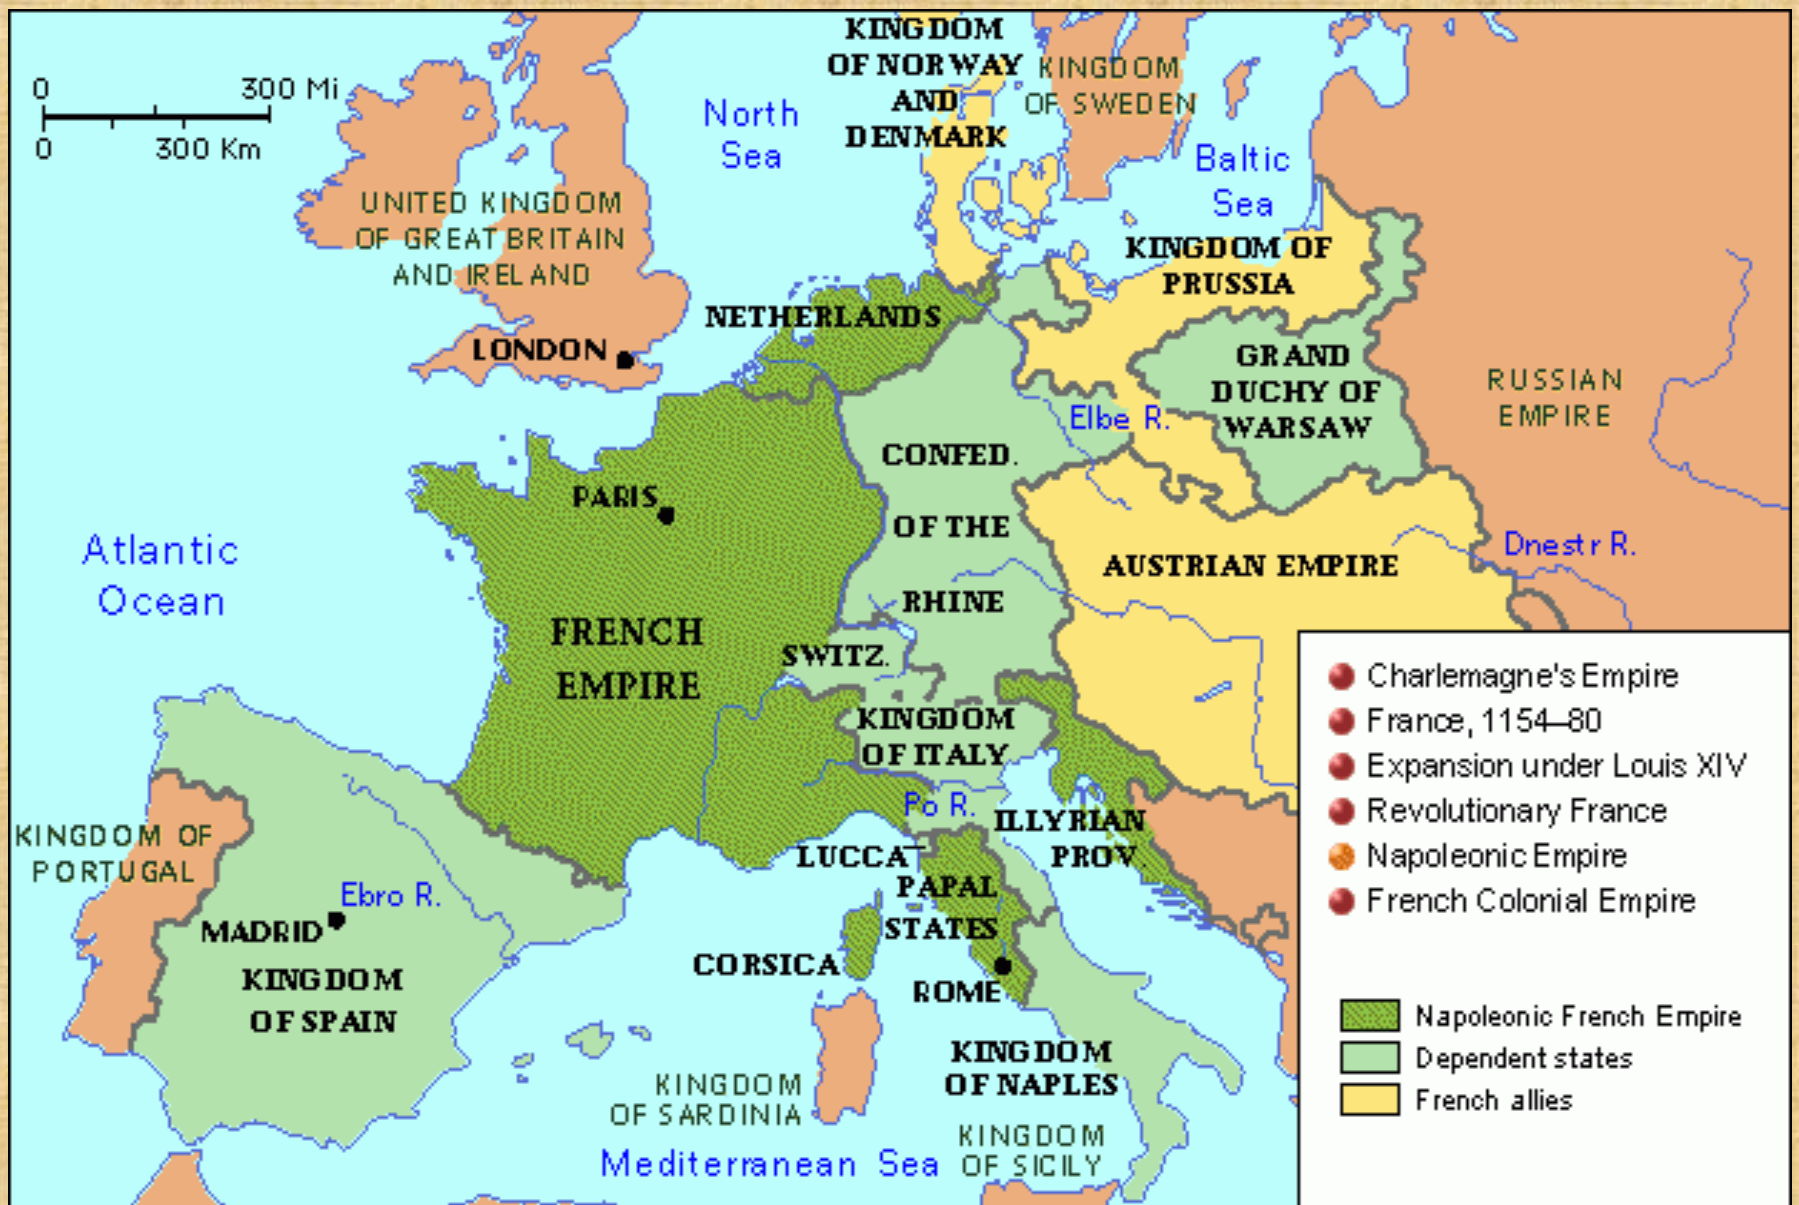 0 300 Mi
0 300 Km
KINGDOM
OF NORWAY
AND
DENMARK
KINGDOM
OF SWEDEN
North
Sea
Baltic
Sea
UNITED KINGDOM
OF GREAT BRITAIN
AND IRELAND
KINGDOM OF
PRUSSIA
NETHERLANDS
LONDON
GRAND
DUCHY OF
WARSAW
RUSSIAN
EMPIRE
Elbe R.
CONFED.
OF THE
RHINE
PARIS
Atlantic
Ocean
AUSTRIAN EMPIRE
Dnestr R.
FRENCH
EMPIRE
SWITZ.
KINGDOM
OF ITALY
Po R.
ILLYRIAN
PROV.
LUCCA
PAPAL
STATES
KINGDOM OF
PORTUGAL
Ebro R.
MADRID
KINGDOM
OF SPAIN
CORSICA
ROME
KINGDOM
OF NAPLES
KINGDOM
OF SARDINIA
KINGDOM
OF SICILY
Mediterranean Sea
Charlemagne's Empire
France, 1154–80
Expansion under Louis XIV
Revolutionary France
Napoleonic Empire
French Colonial Empire
Napoleonic French Empire
Dependent states
French allies